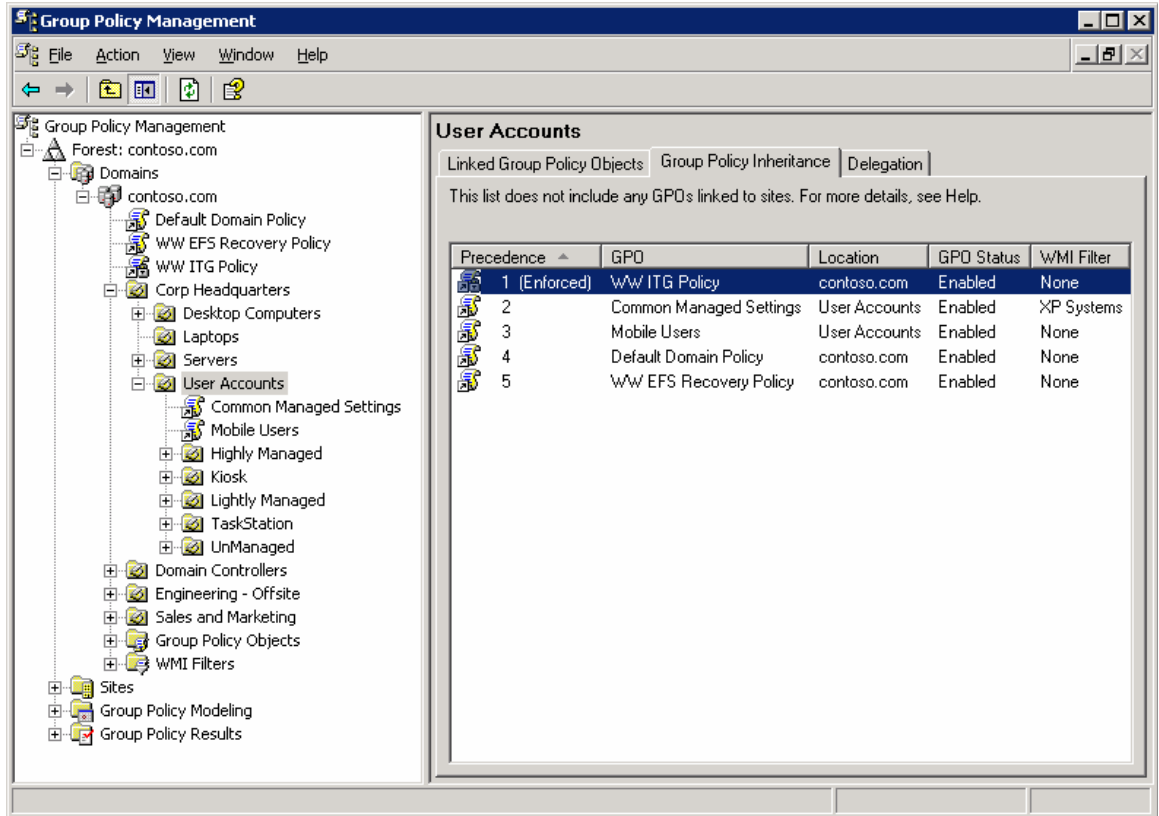 Group Policy Management
File Action View Window Help
Group Policy Management
Forest: contoso.com
Domains
contoso.com
Default Domain Policy
WW EFS Recovery Policy
WW ITG Policy
Corp Headquarters
Desktop Computers
Laptops
Servers
User Accounts
Common Managed Settings
Mobile Users
Highly Managed
Kiosk
Lightly Managed
TaskStation
UnManaged
Domain Controllers
Engineering - Offsite
Sales and Marketing
Group Policy Objects
WMI Filters
Sites
Group Policy Modeling
Group Policy Results
User Accounts
Linked Group Policy Objects Group Policy Inheritance Delegation
This list does not include any GPOs linked to sites. For more details, see Help.
Precedence GPO Location GPO Status WMI Filter
1 (Enforced) WW ITG Policy contoso.com Enabled None
2 Common Managed Settings User Accounts Enabled XP Systems
3 Mobile Users User Accounts Enabled None
4 Default Domain Policy contoso.com Enabled None
5 WW EFS Recovery Policy contoso.com Enabled None